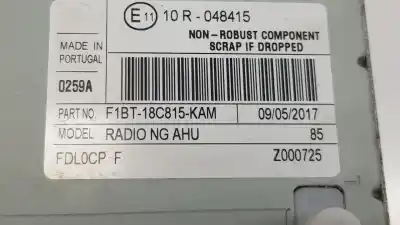 E11 10 R - 048415
NON - ROBUST COMPONENT
SCRAP IF DROPPED
MADE IN
PORTUGAL
0259A
PART NO. F1BT-18C815-KAM 09/05/2017
MODEL RADIO NG AHU 85
FDL0CP F Z000725